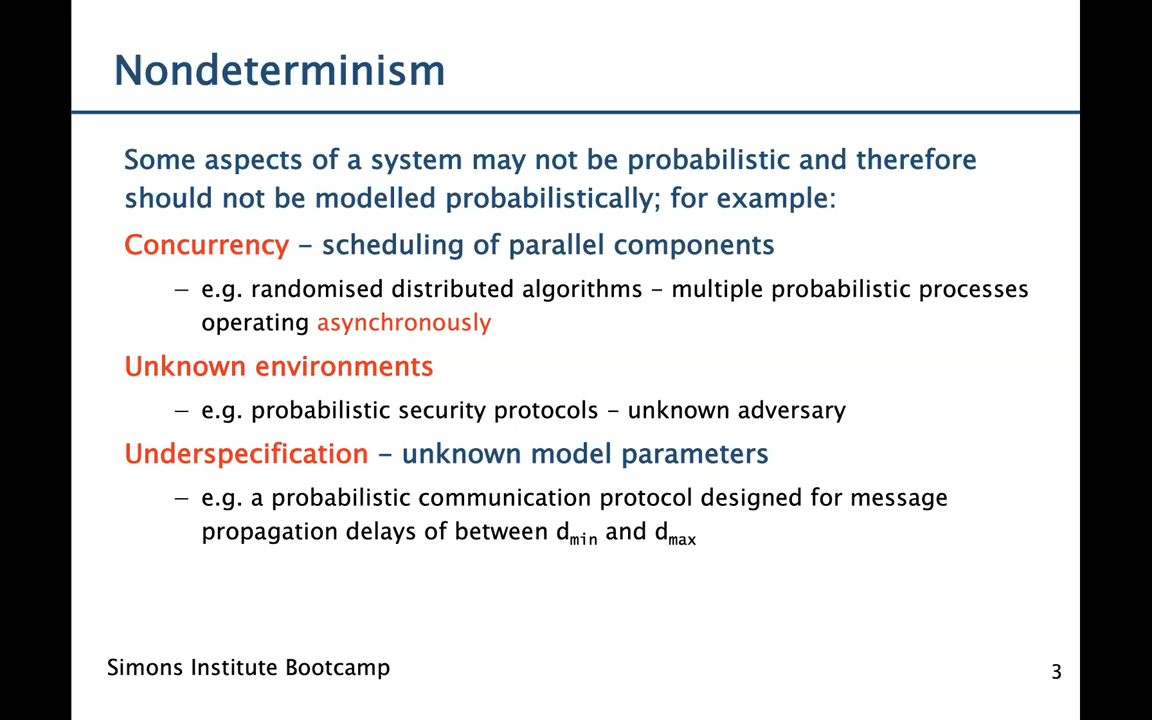 Nondeterminism
Some aspects of a system may not be probabilistic and therefore
should not be modelled probabilistically; for example:
Concurrency – scheduling of parallel components
– e.g. randomised distributed algorithms – multiple probabilistic processes
operating asynchronously
Unknown environments
– e.g. probabilistic security protocols – unknown adversary
Underspecification – unknown model parameters
– e.g. a probabilistic communication protocol designed for message
propagation delays of between dmin and dmax
Simons Institute Bootcamp
3